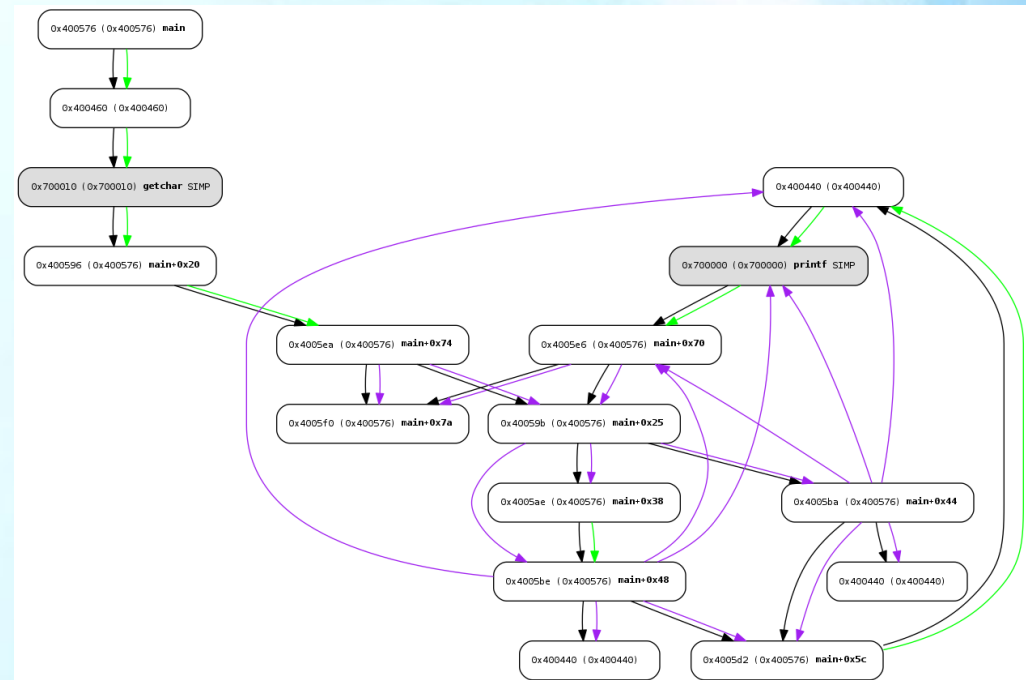 0x400576 (0x400576) main
0x400460 (0x400460)
0x700010 (0x700010) getchar SIMP
0x400440 (0x400440)
0x400596 (0x400576) main+0x20
0x700000 (0x700000) printf SIMP
0x4005ea (0x400576) main+0x74
0x4005e6 (0x400576) main+0x70
0x4005f0 (0x400576) main+0x7a
0x40059b (0x400576) main+0x25
0x4005ae (0x400576) main+0x38
0x4005ba (0x400576) main+0x44
0x4005be (0x400576) main+0x48
0x400440 (0x400440)
0x400440 (0x400440)
0x4005d2 (0x400576) main+0x5c